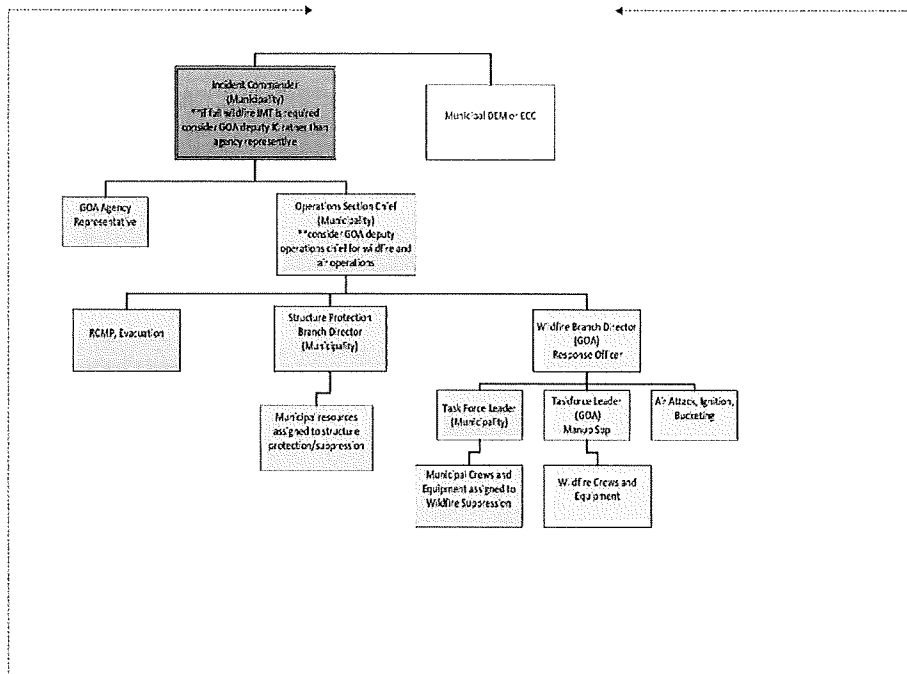 Incident Commander
(Municipality)
**if full wildfire IMT is required
consider GOA deputy IC rather than
agency representive
Municipal DEM or ECC
GOA Agency
Representative
Operations Section Chief
(Municipality)
**consider GOA deputy
operations chief for wildfire and
air operations
RCMP, Evacuation
Structure Protection
Branch Director
(Municipality)
Wildfire Branch Director
(GOA)
Response Officer
Municipal resources
assigned to structure
protection/suppression
Task Force Leader
(Municipality)
Taskforce Leader
(GOA)
Manup Sup
Air Attack, Ignition,
Bucketing
Municipal Crews and
Equipment assigned to
Wildfire Suppression
Wildfire Crews and
Equipment